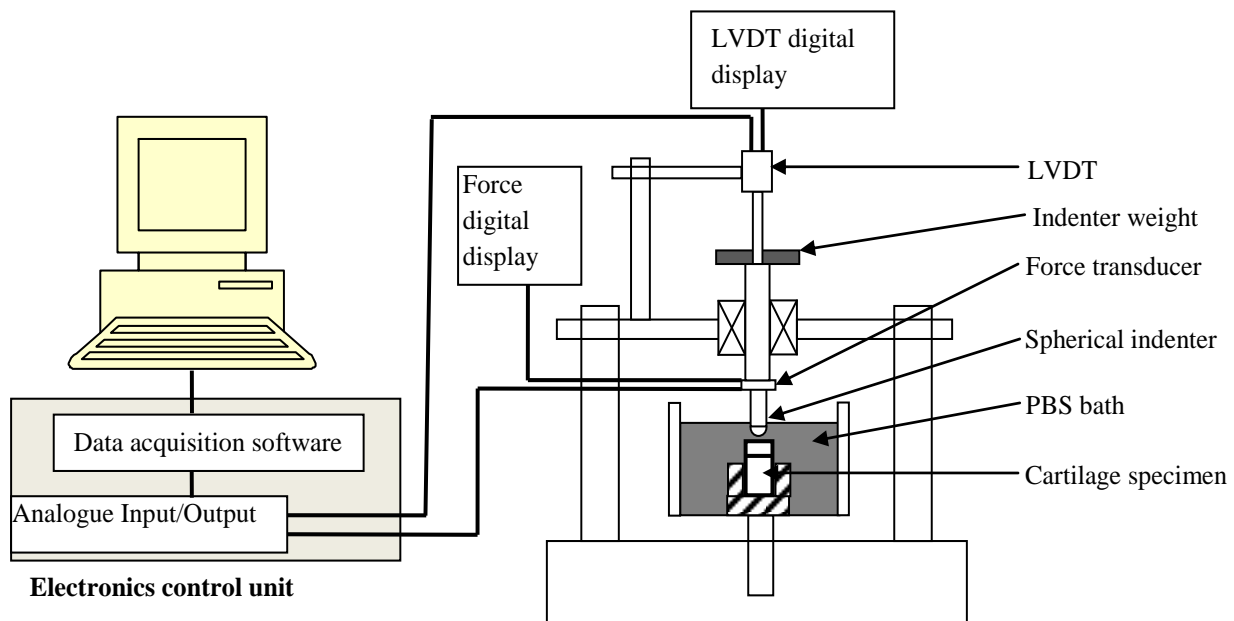 LVDT digital
display
Force
digital
display
LVDT
Indenter weight
Force transducer
Spherical indenter
PBS bath
Cartilage specimen
Data acquisition software
Analogue Input/Output
Electronics control unit